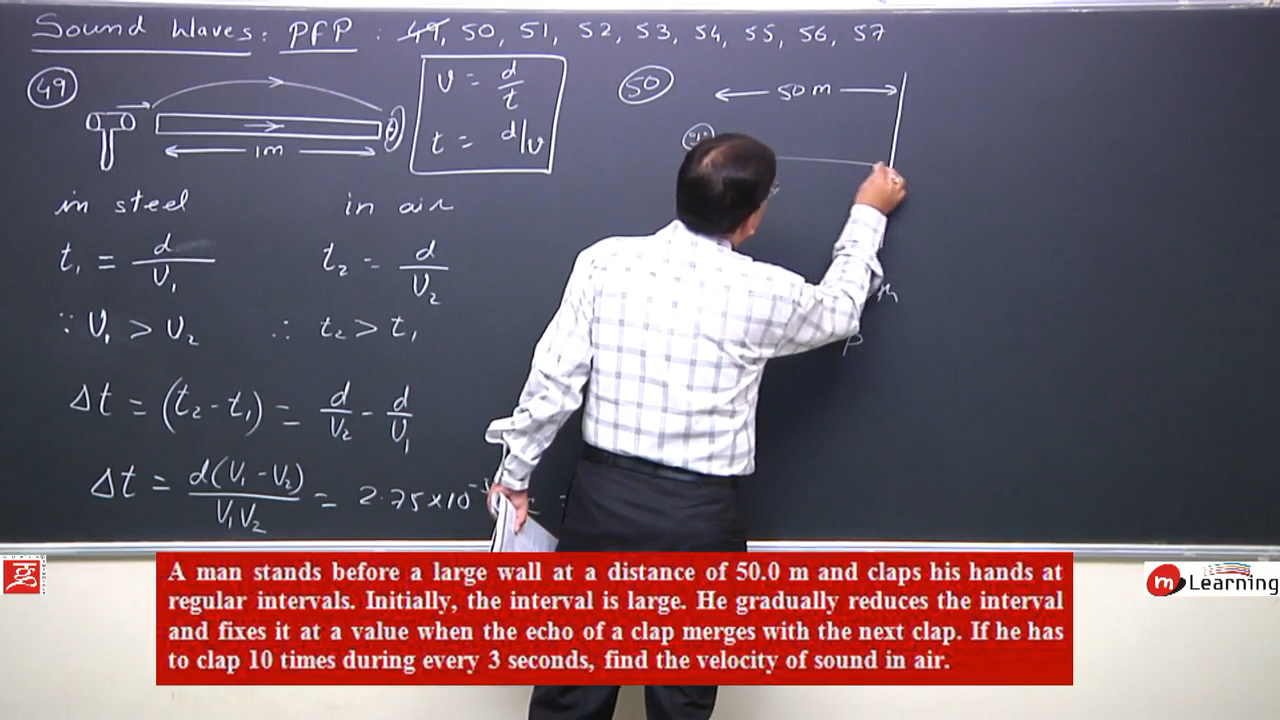 Sound Waves: PFP : 49, 50, 51, 52, 53, 54, 55, 56, 57
49
1m
v = d/t
t = d/v
in steel
in air
t₁ = d/V₁
t₂ = d/V₂
∵ V₁ > V₂ ∴ t₂ > t₁
Δt = (t₂ - t₁) = d/V₂ - d/V₁
Δt = d(V₁ - V₂)/V₁V₂ = 2.75×10
50
50m
A man stands before a large wall at a distance of 50.0 m and claps his hands at
regular intervals. Initially, the interval is large. He gradually reduces the interval
and fixes it at a value when the echo of a clap merges with the next clap. If he has
to clap 10 times during every 3 seconds, find the velocity of sound in air.
m Learning